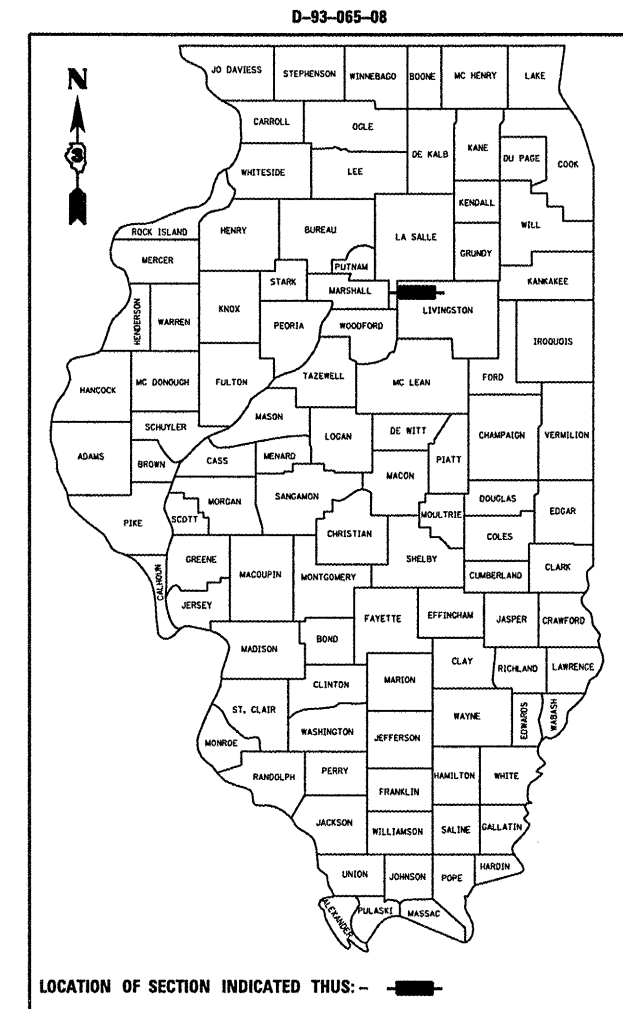 D-93-065-08
JO DAVIESS STEPHENSON WINNEBAGO BOONE MC HENRY LAKE
N
CARROLL OGLE
3 DE KALB KANE DU PAGE COOK
WHITESIDE LEE
KENDALL
ROCK ISLAND HENRY BUREAU LA SALLE WILL
MERCER PUTNAM GRUNDY
STARK MARSHALL KANKAKEE
HENDERSON WARREN KNOX PEORIA WOODFORD LIVINGSTON
IROQUOIS
HANCOCK MC DONOUGH FULTON TAZEWELL MC LEAN FORD
MASON
SCHUYLER LOGAN DE WITT CHAMPAIGN VERMILION
ADAMS BROWN CASS MENARD PIATT
MACON
MORGAN SANGAMON DOUGLAS EDGAR
PIKE SCOTT CHRISTIAN MOULTRIE COLES
GREENE SHELBY
CALHOUN MACOUPIN MONTGOMERY CUMBERLAND CLARK
JERSEY FAYETTE EFFINGHAM JASPER CRAWFORD
MADISON BOND
CLAY RICHLAND LAWRENCE
CLINTON MARION
ST. CLAIR WAYNE EDWARDS WABASH
WASHINGTON JEFFERSON
MONROE
RANDOLPH PERRY HAMILTON WHITE
FRANKLIN
JACKSON WILLIAMSON SALINE GALLATIN
UNION JOHNSON POPE HARDIN
ALEXANDER PULASKI MASSAC
LOCATION OF SECTION INDICATED THUS: -